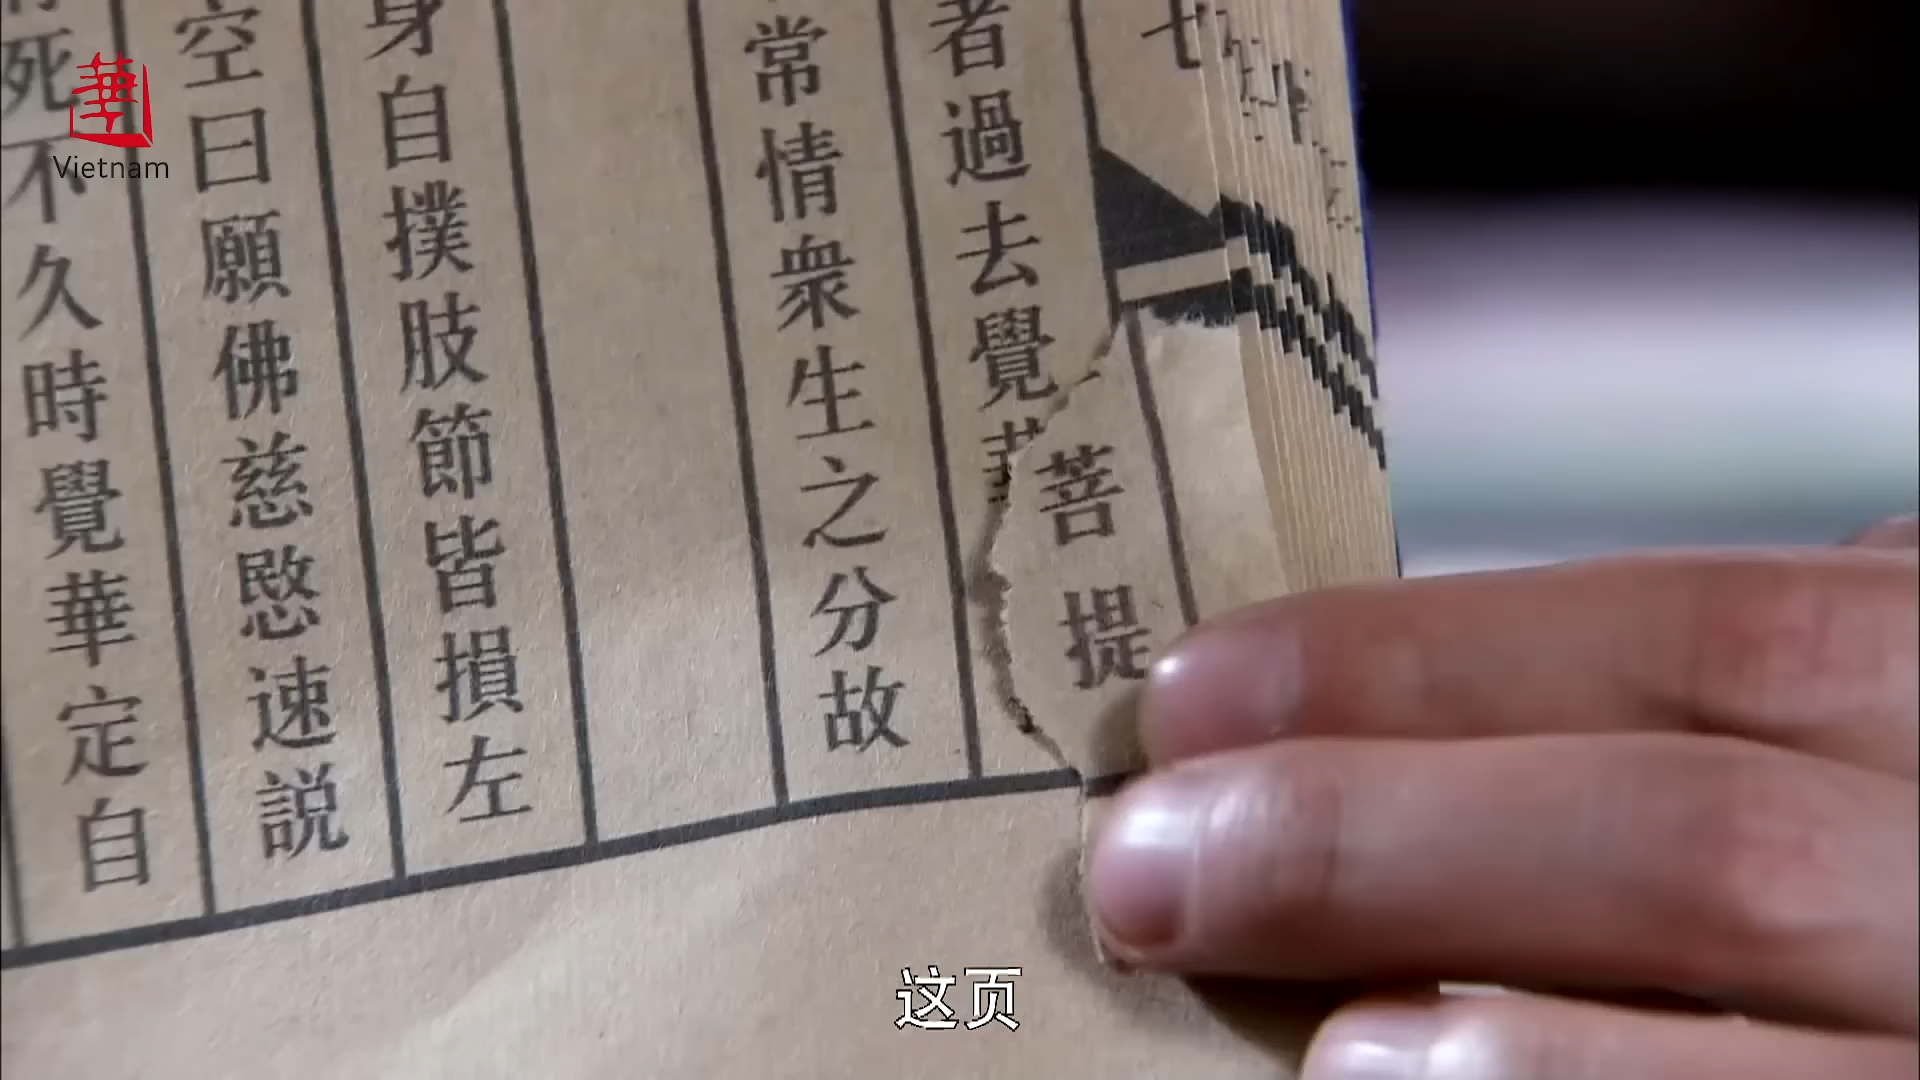 者過去覺
菩提
常情衆生之分故
身自撲肢節皆損左
空曰願佛慈愍速説
死不久時覺華定自
七
華
Vietnam
这页